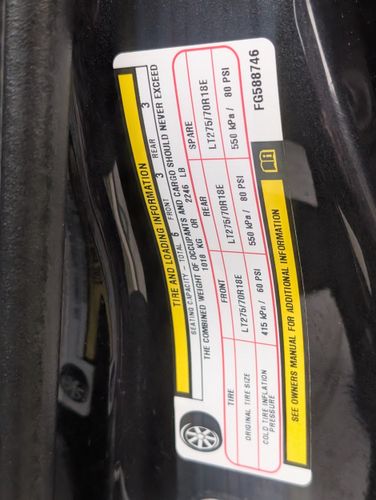 TIRE AND LOADING INFORMATION
SEATING CAPACITY - TOTAL 6 FRONT 3 REAR 3
THE COMBINED WEIGHT OF OCCUPANTS AND CARGO SHOULD NEVER EXCEED
1018 KG OR 2246 LB
TIRE FRONT REAR SPARE
ORIGINAL TIRE SIZE LT275/70R18E LT275/70R18E LT275/70R18E
COLD TIRE INFLATION PRESSURE 415 kPa / 60 PSI 550 kPa / 80 PSI 550 kPa / 80 PSI
SEE OWNERS MANUAL FOR ADDITIONAL INFORMATION
FG588746